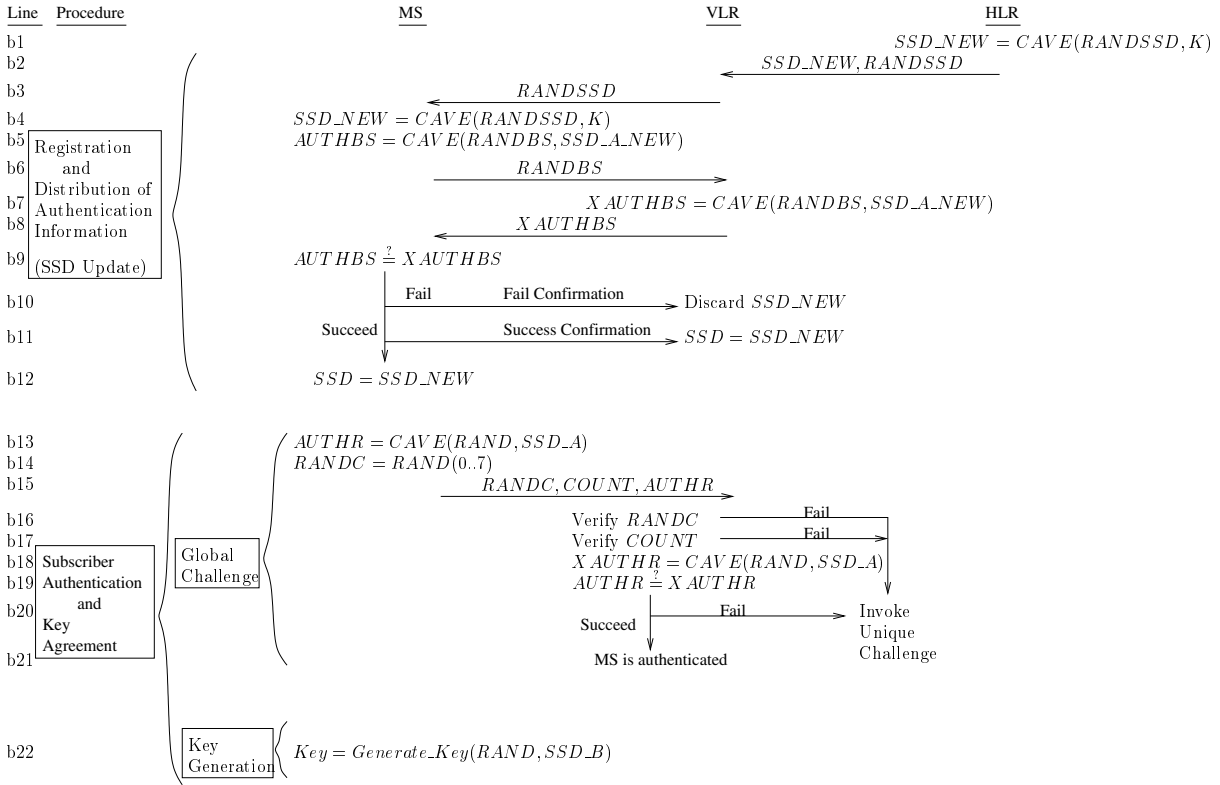 Line Procedure MS VLR HLR
b1 SSD_NEW = CAVE(RANDSSD, K)
b2 SSD_NEW, RANDSSD
b3 RANDSSD
b4 SSD_NEW = CAVE(RANDSSD, K)
b5 AUTHBS = CAVE(RANDBS, SSD_A_NEW)
Registration
and
Distribution of
Authentication
Information
(SSD Update)
b6 RANDBS
b7 XAUTHBS = CAVE(RANDBS, SSD_A_NEW)
b8 XAUTHBS
b9 AUTHBS ≟ XAUTHBS
b10 Fail Fail Confirmation Discard SSD_NEW
b11 Succeed Success Confirmation SSD = SSD_NEW
b12 SSD = SSD_NEW
b13 AUTHR = CAVE(RAND, SSD_A)
b14 RANDC = RAND(0..7)
b15 RANDC, COUNT, AUTHR
b16 Verify RANDC Fail
b17 Verify COUNT Fail
b18 XAUTHR = CAVE(RAND, SSD_A)
b19 AUTHR ≟ XAUTHR
Subscriber
Authentication
and
Key
Agreement
Global
Challenge
b20 Succeed Fail Invoke
Unique
Challenge
b21 MS is authenticated
Key
Generation
b22 Key = Generate_Key(RAND, SSD_B)